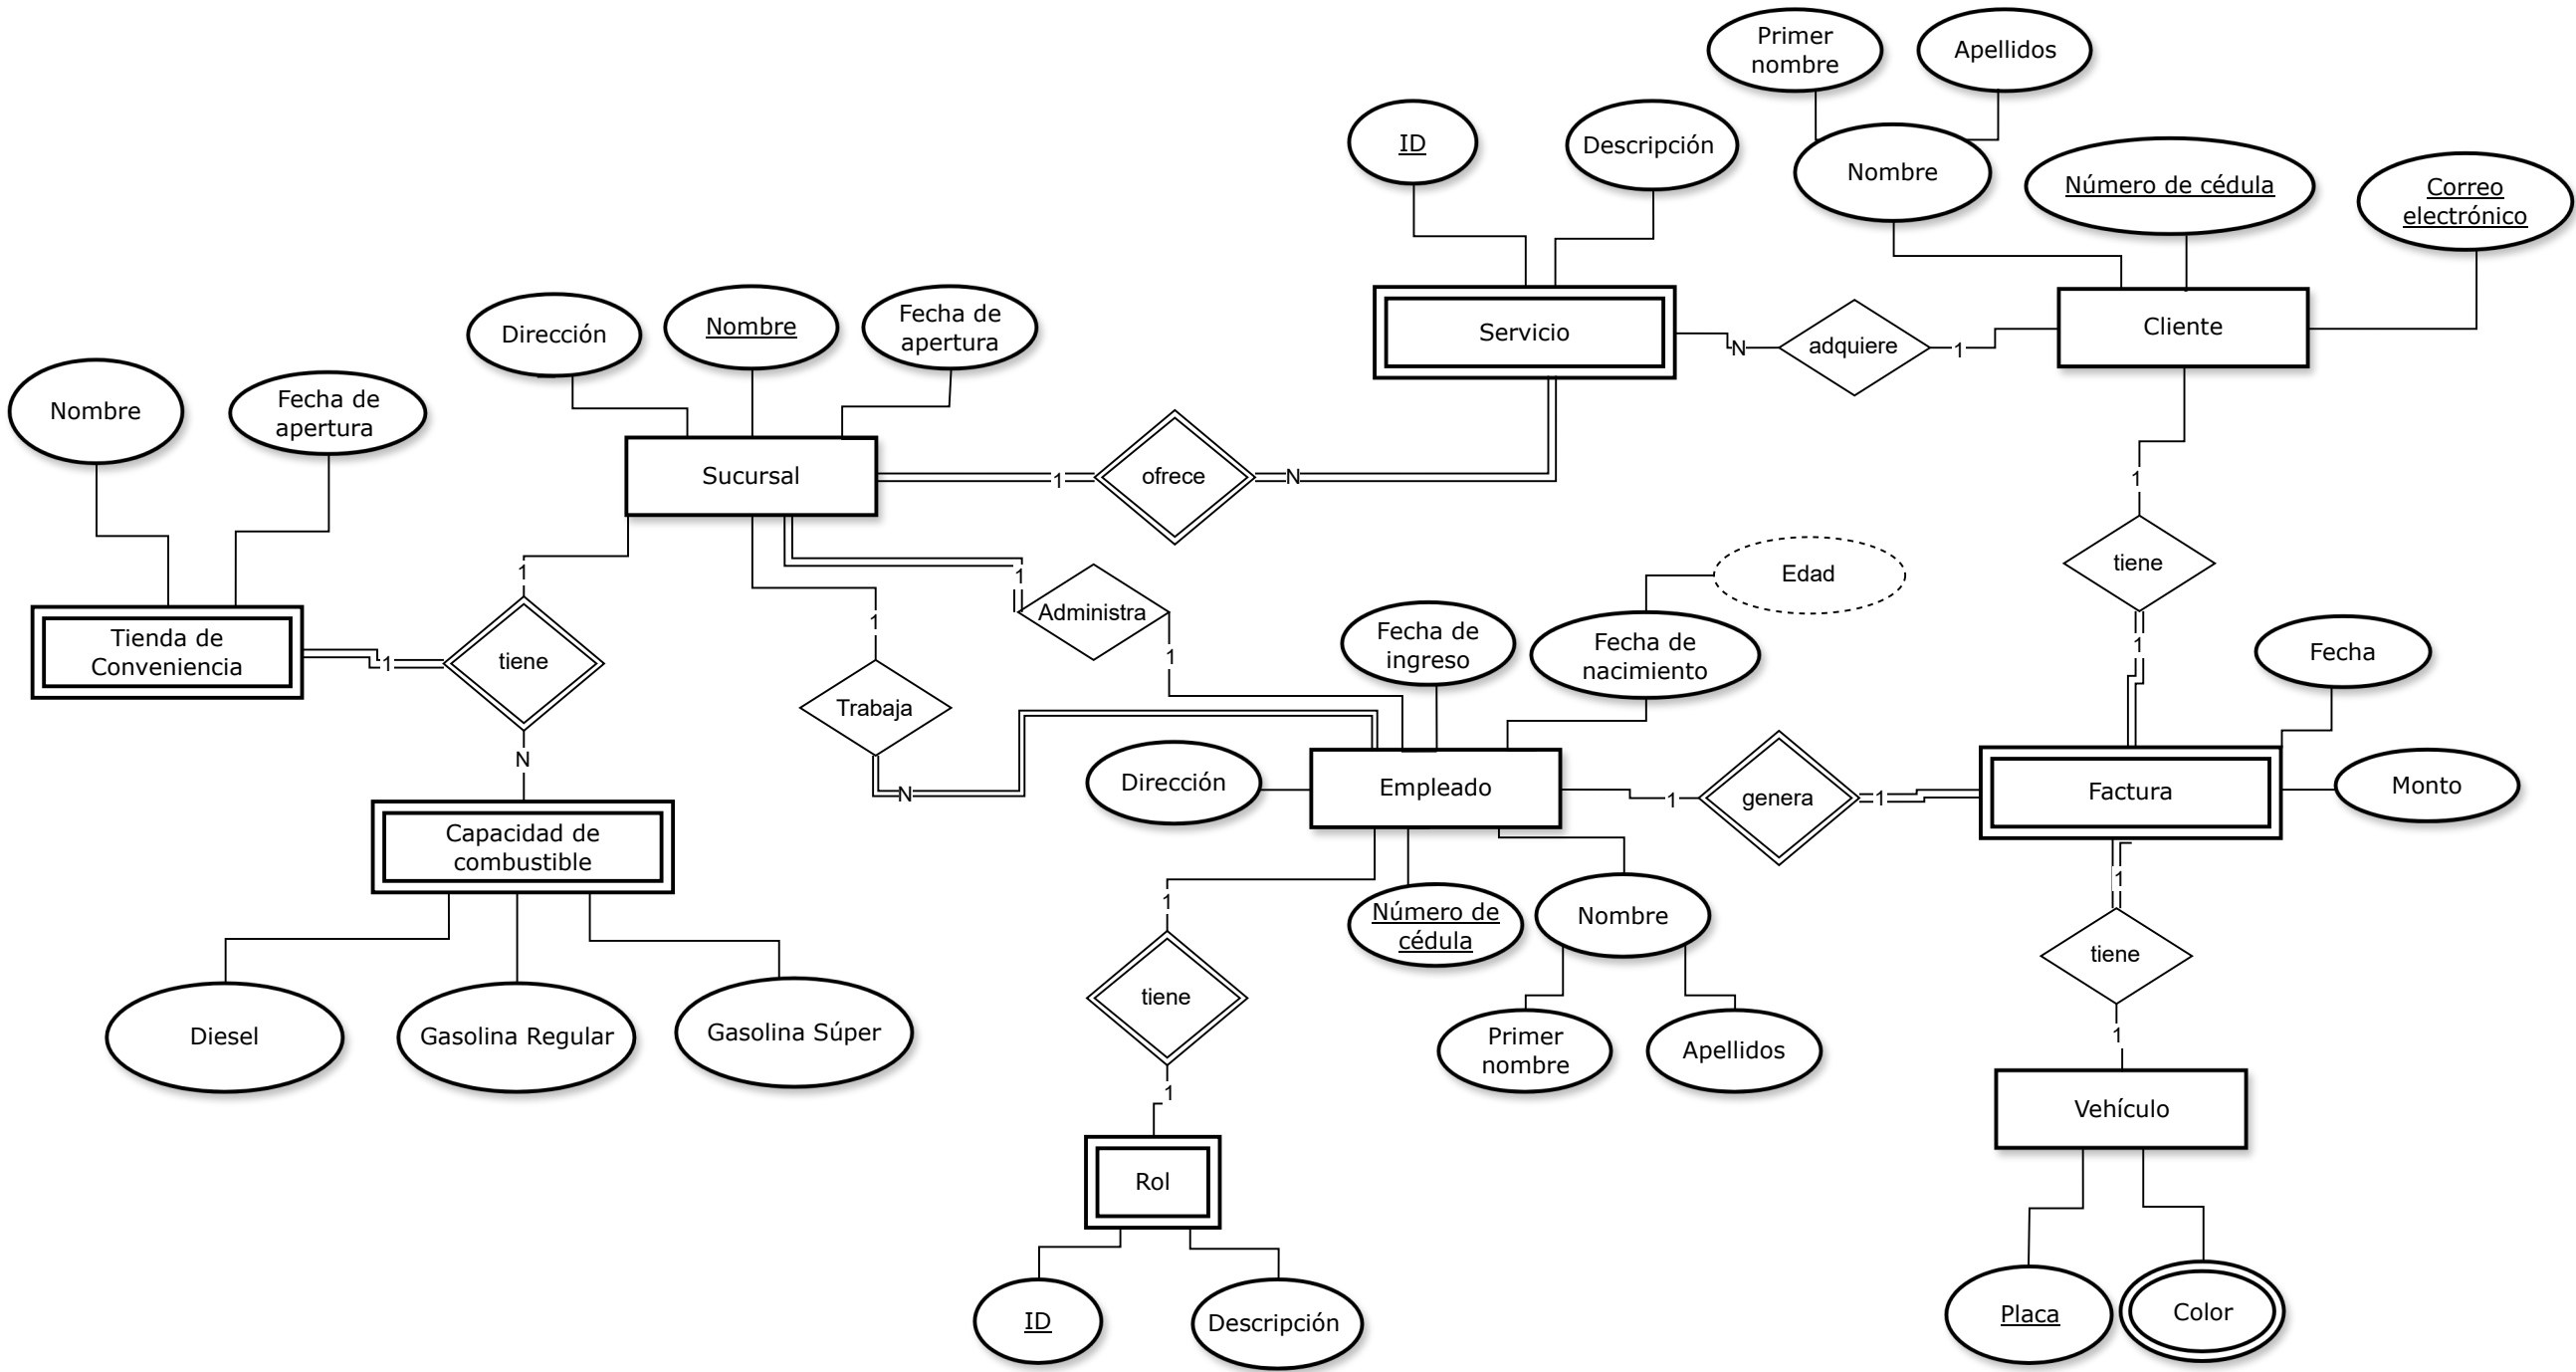 Primer
nombre
Apellidos
ID
Descripción
Nombre
Número de cédula
Correo
electrónico
Dirección
Nombre
Fecha de
apertura
Servicio
N
adquiere
1
Cliente
Nombre
Fecha de
apertura
Sucursal
1
ofrece
N
1
tiene
1
1
1
1
Administra
Edad
Tienda de
Conveniencia
1
tiene
N
Trabaja
N
1
Fecha de
ingreso
Fecha de
nacimiento
Fecha
Dirección
Empleado
1
genera
1
Factura
Monto
Capacidad de
combustible
1
1
Número de
cédula
Nombre
tiene
1
Diesel
Gasolina Regular
Gasolina Súper
tiene
1
Primer
nombre
Apellidos
Vehículo
Rol
ID
Descripción
Placa
Color